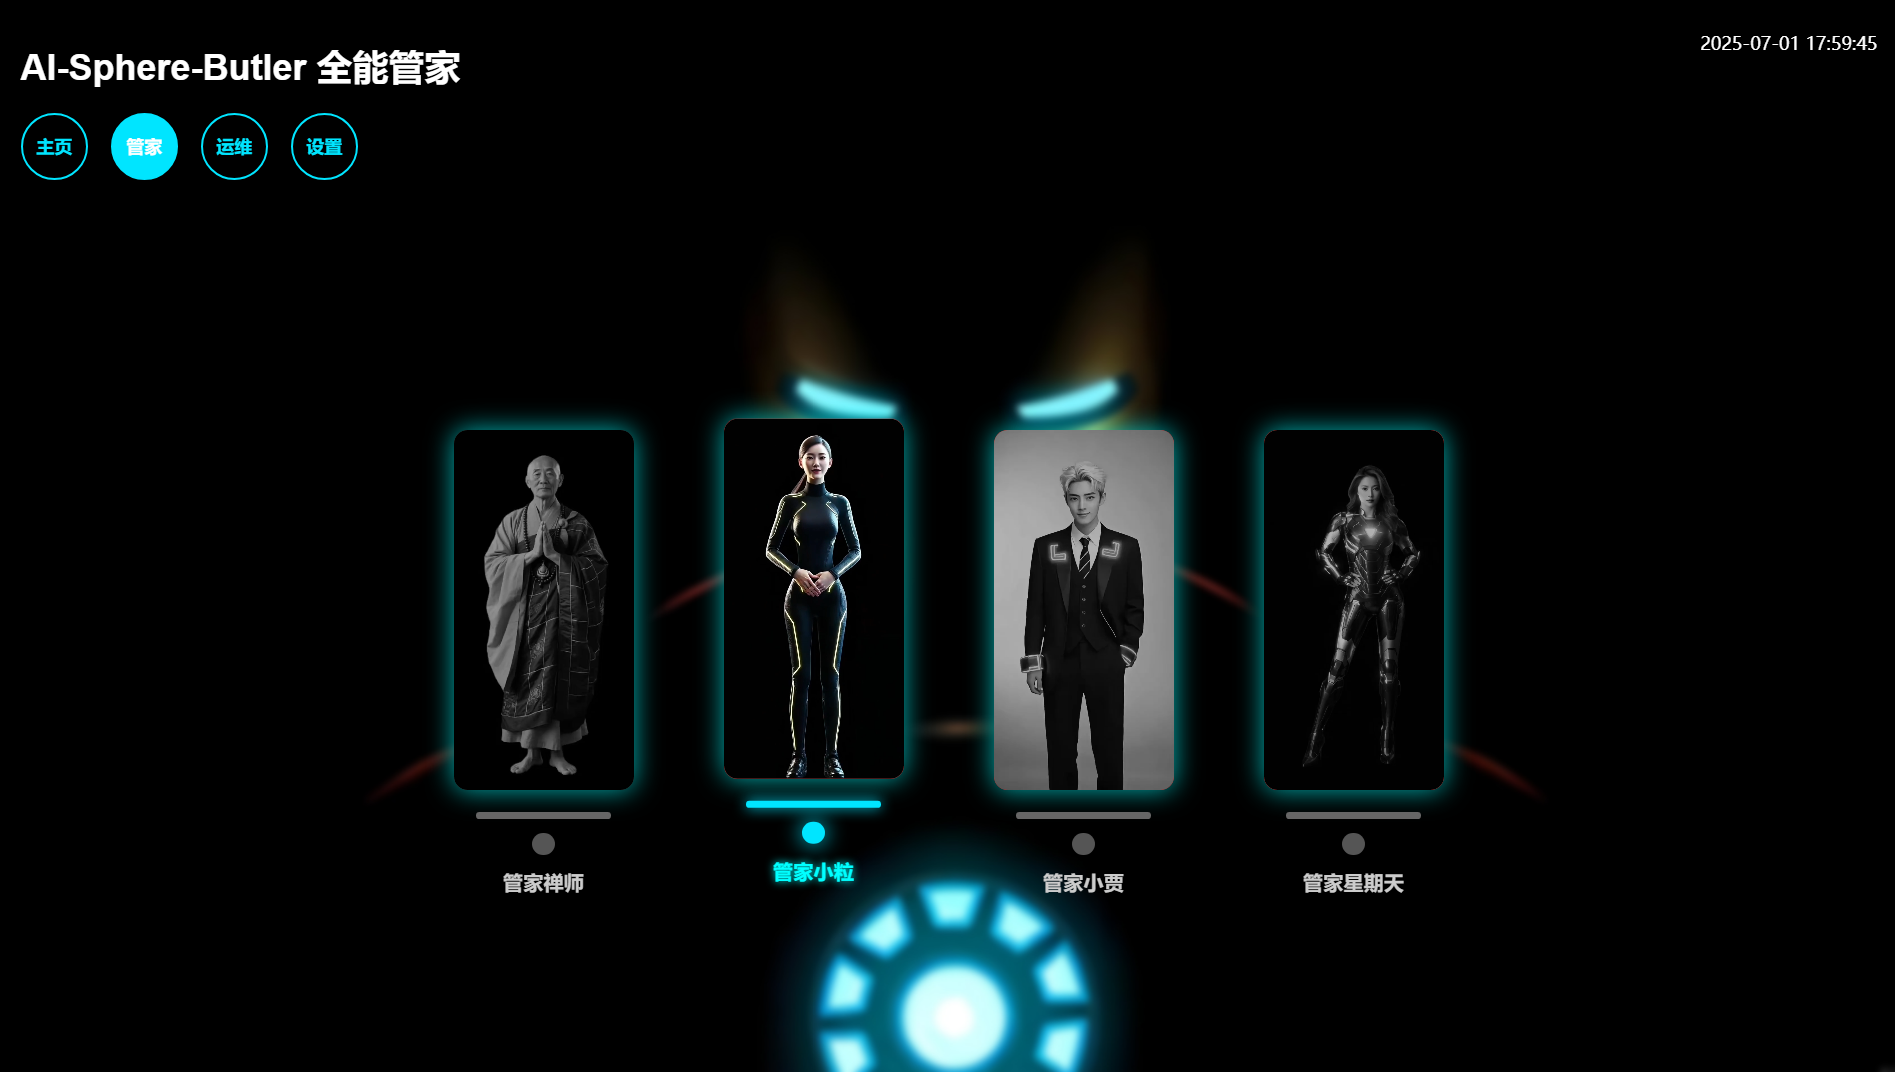 AI-Sphere-Butler 全能管家
2025-07-01 17:59:45
主页
管家
运维
设置
管家禅师
管家小粒
管家小贾
管家星期天